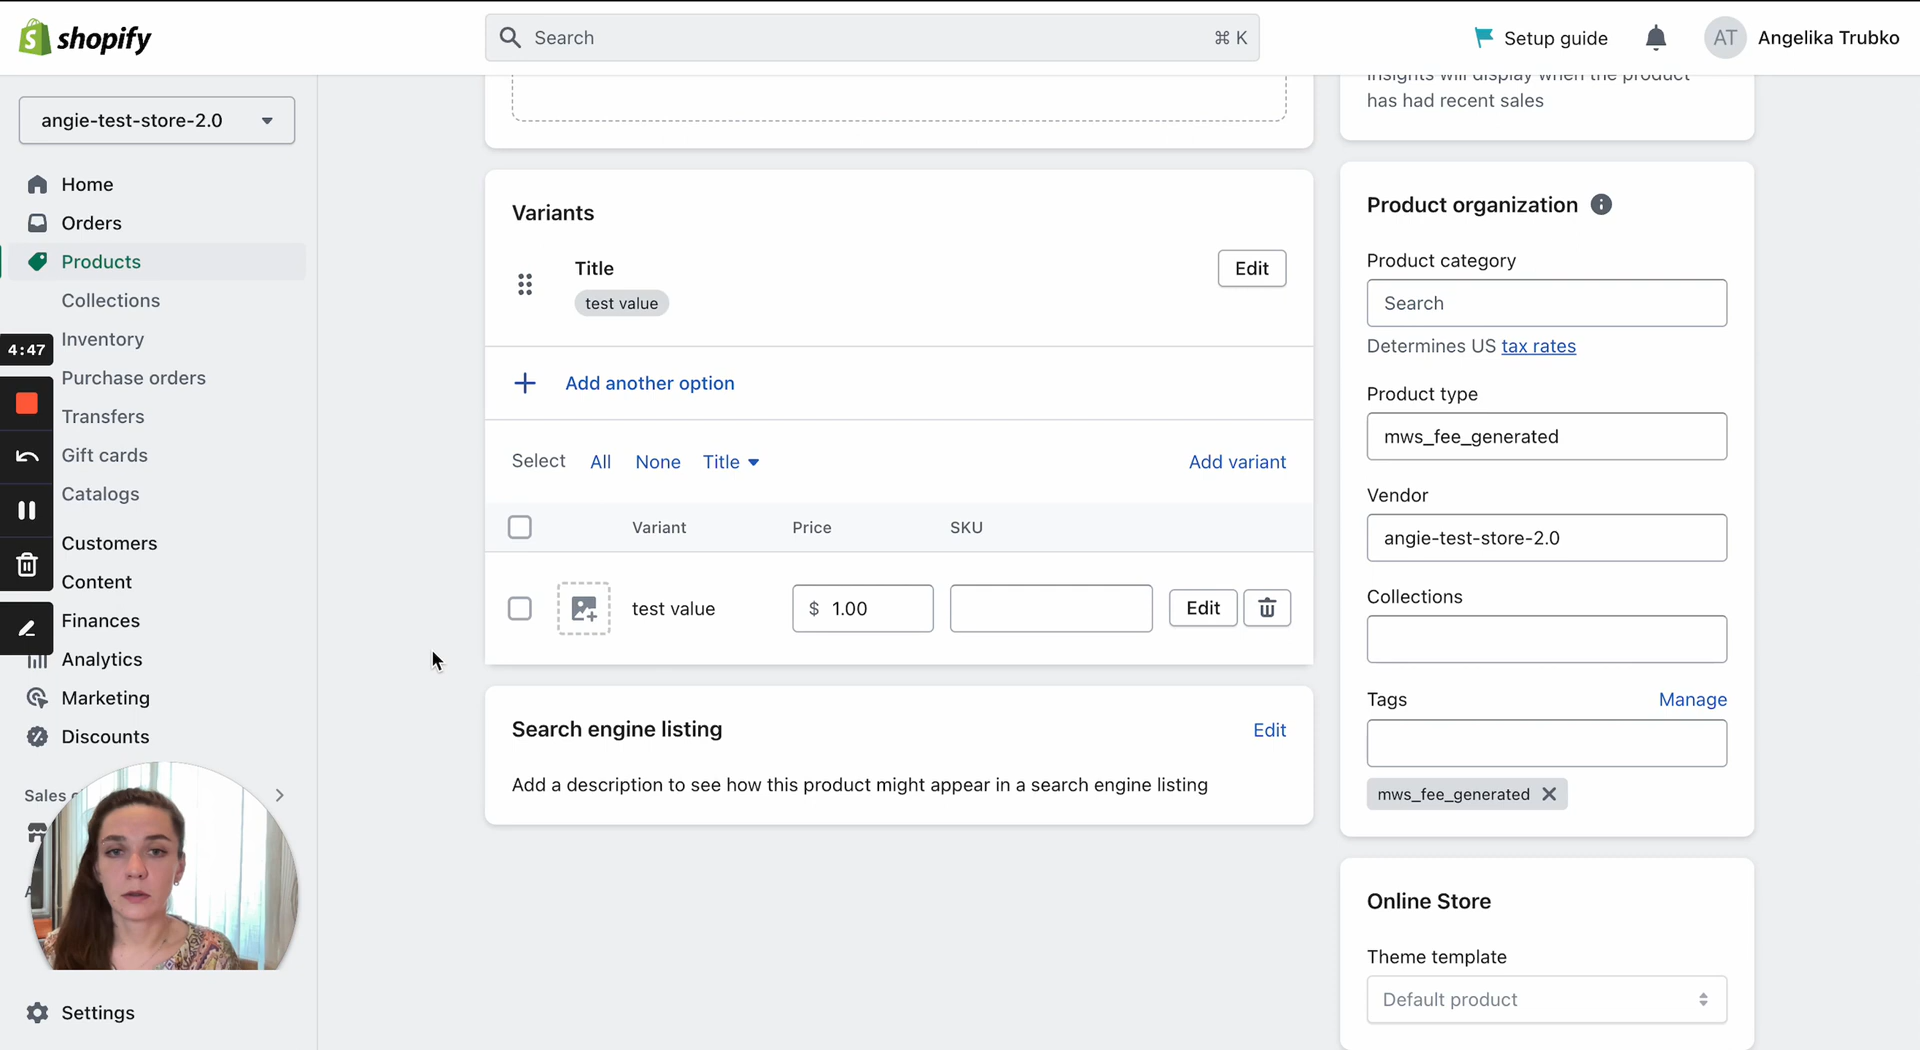 shopify
Search
⌘ K
Setup guide
AT
Angelika Trubko
angie-test-store-2.0
Home
Orders
Products
Collections
Inventory
Purchase orders
Transfers
Gift cards
Catalogs
Customers
Content
Finances
Analytics
Marketing
Discounts
Sales
Settings
4:47
Variants
Title
test value
Edit
Add another option
Select
All
None
Title
Add variant
Variant
Price
SKU
test value
$ 1.00
Edit
Search engine listing
Edit
Add a description to see how this product might appear in a search engine listing
Insights will display when the product
has had recent sales
Product organization
Product category
Search
Determines US tax rates
Product type
mws_fee_generated
Vendor
angie-test-store-2.0
Collections
Tags
Manage
mws_fee_generated
Online Store
Theme template
Default product